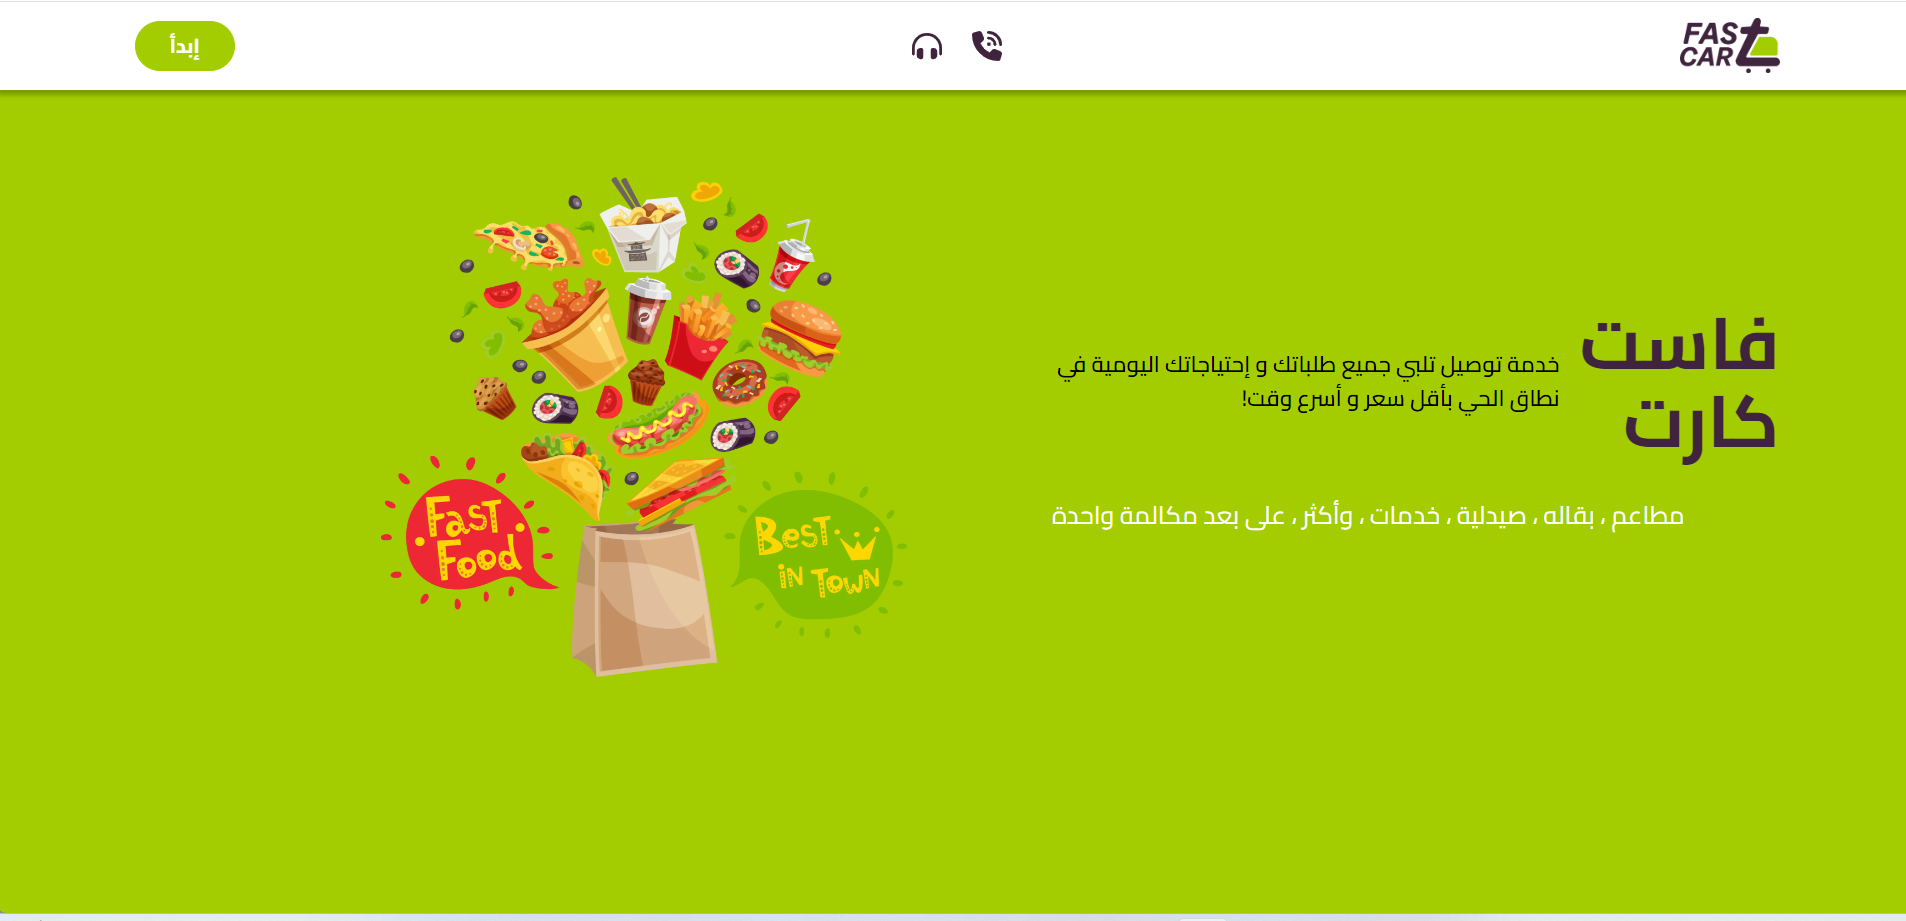 FAST
CART
إبدأ
فاست
كارت
خدمة توصيل تلبي جميع طلباتك و إحتياجاتك اليومية في
نطاق الحي بأقل سعر و أسرع وقت!
مطاعم ، بقاله ، صيدلية ، خدمات ، وأكثر ، على بعد مكالمة واحدة
Fast
Food
Best
in Town